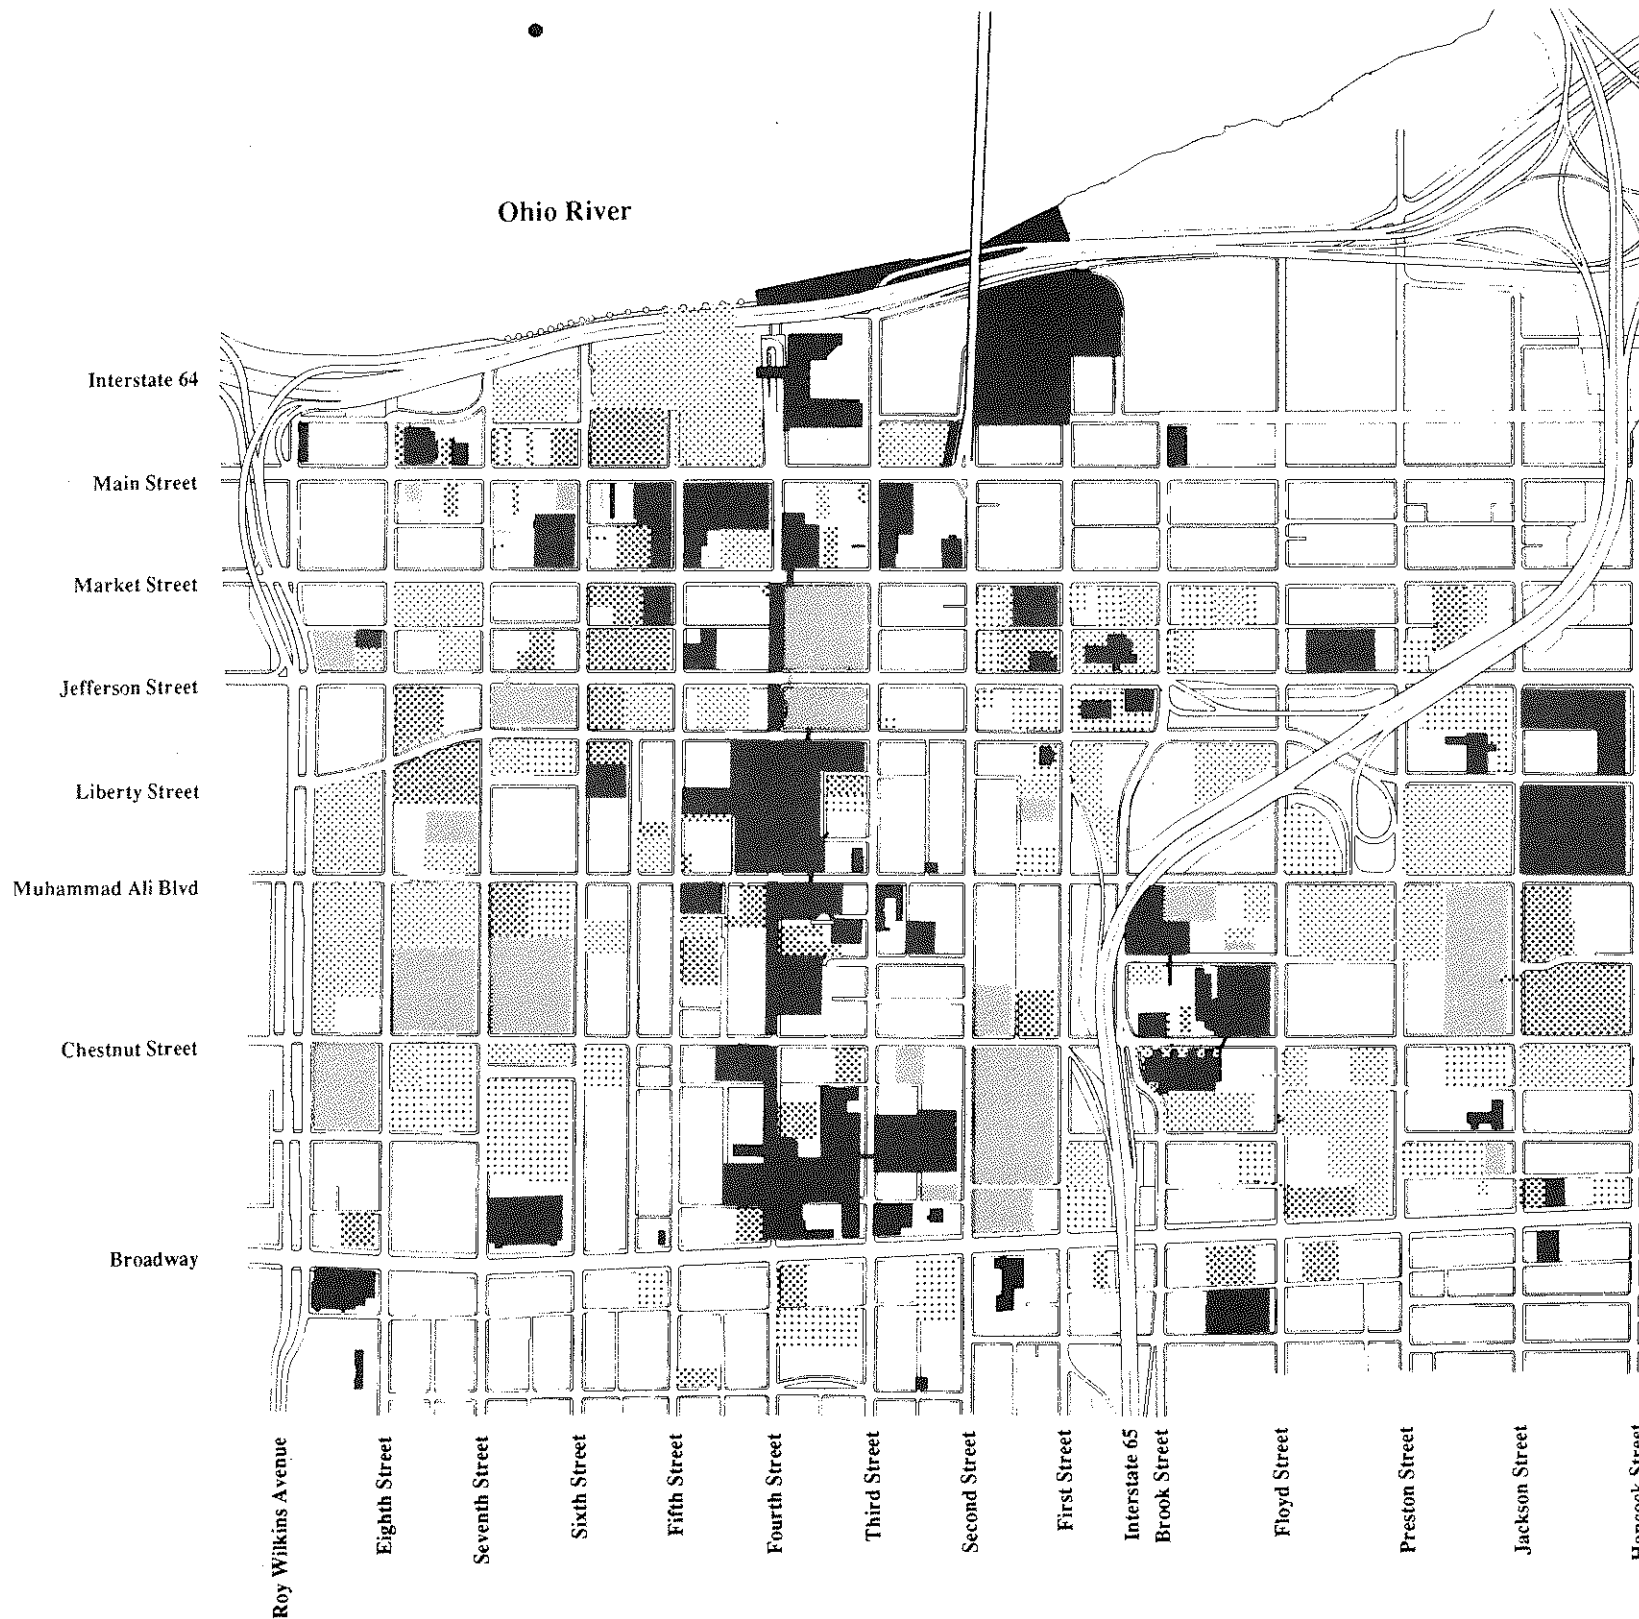 Ohio River
Interstate 64
Main Street
Market Street
Jefferson Street
Liberty Street
Muhammad Ali Blvd
Chestnut Street
Broadway
Roy Wilkins Avenue
Eighth Street
Seventh Street
Sixth Street
Fifth Street
Fourth Street
Third Street
Second Street
First Street
Interstate 65
Brook Street
Floyd Street
Preston Street
Jackson Street
Hancock Street